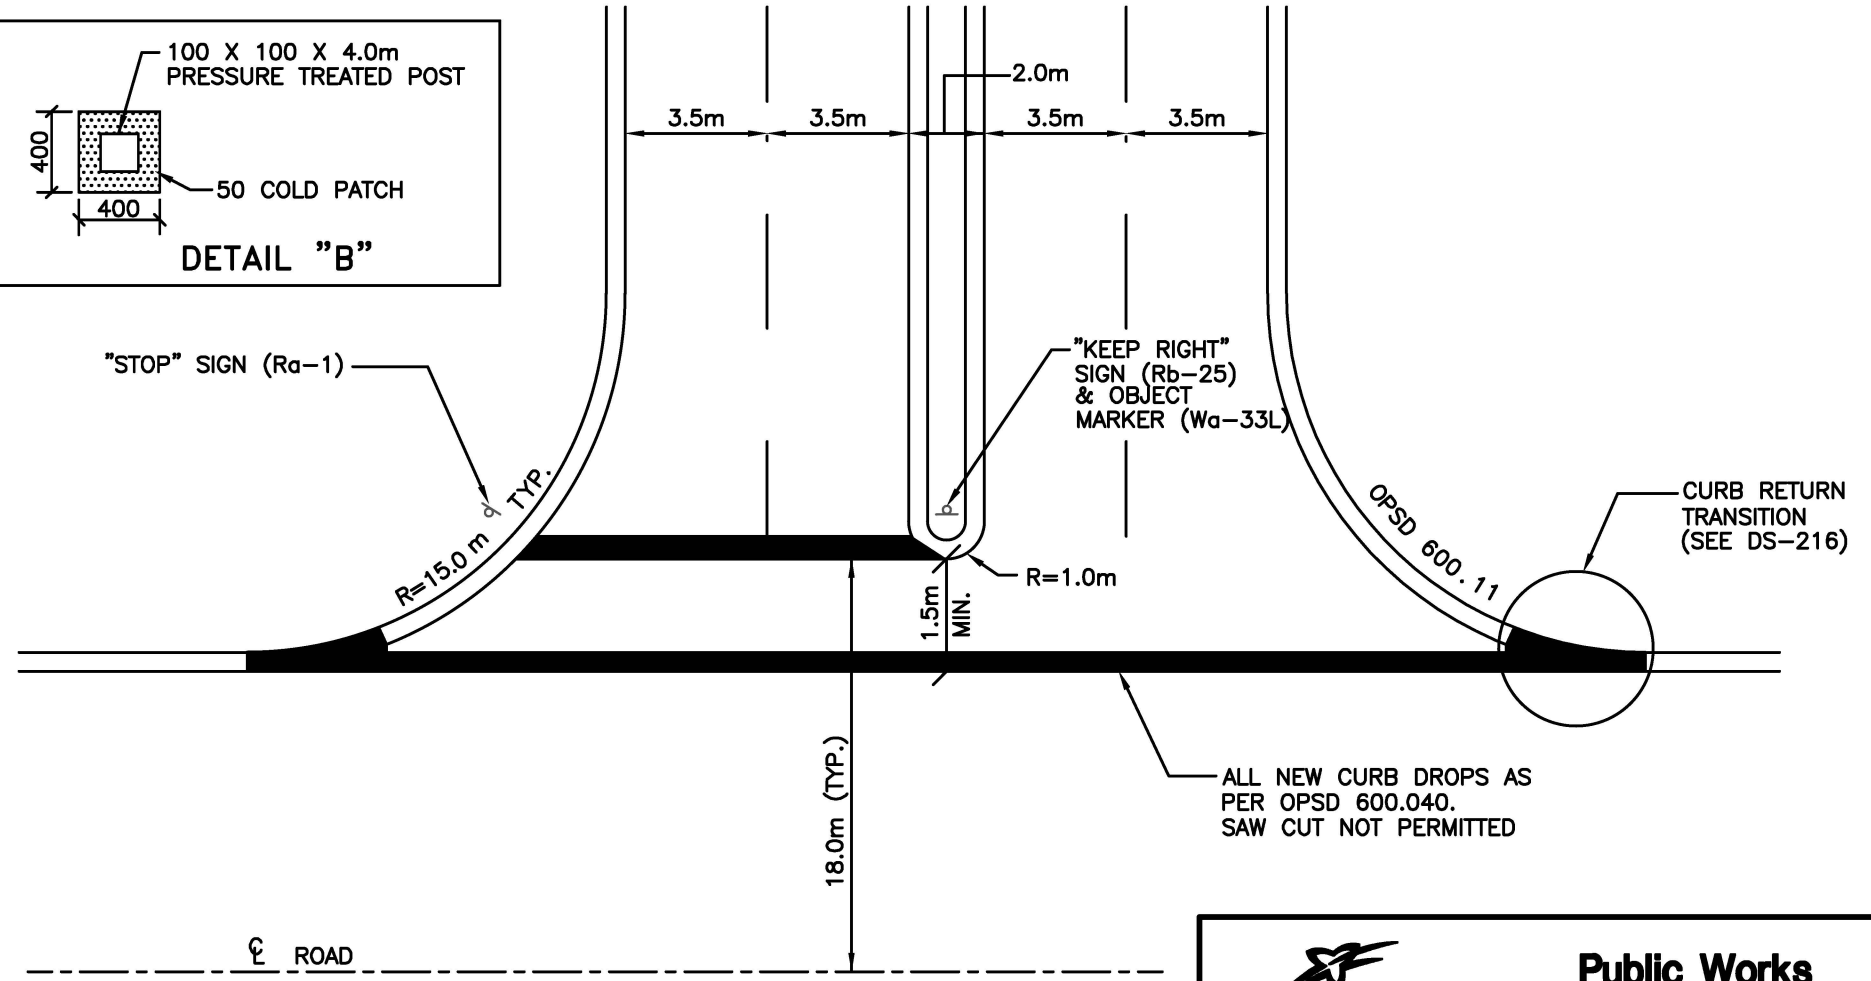 100 X 100 X 4.0m
PRESSURE TREATED POST
400
50 COLD PATCH
400
DETAIL "B"
2.0m
3.5m
3.5m
3.5m
3.5m
"STOP" SIGN (Ra-1)
"KEEP RIGHT"
SIGN (Rb-25)
& OBJECT
MARKER (Wa-33L)
R=15.0 m TYP.
OPSD 600.11
CURB RETURN
TRANSITION
(SEE DS-216)
R=1.0m
1.5m
MIN.
18.0m (TYP.)
ALL NEW CURB DROPS AS
PER OPSD 600.040.
SAW CUT NOT PERMITTED
℄ ROAD
Public Works